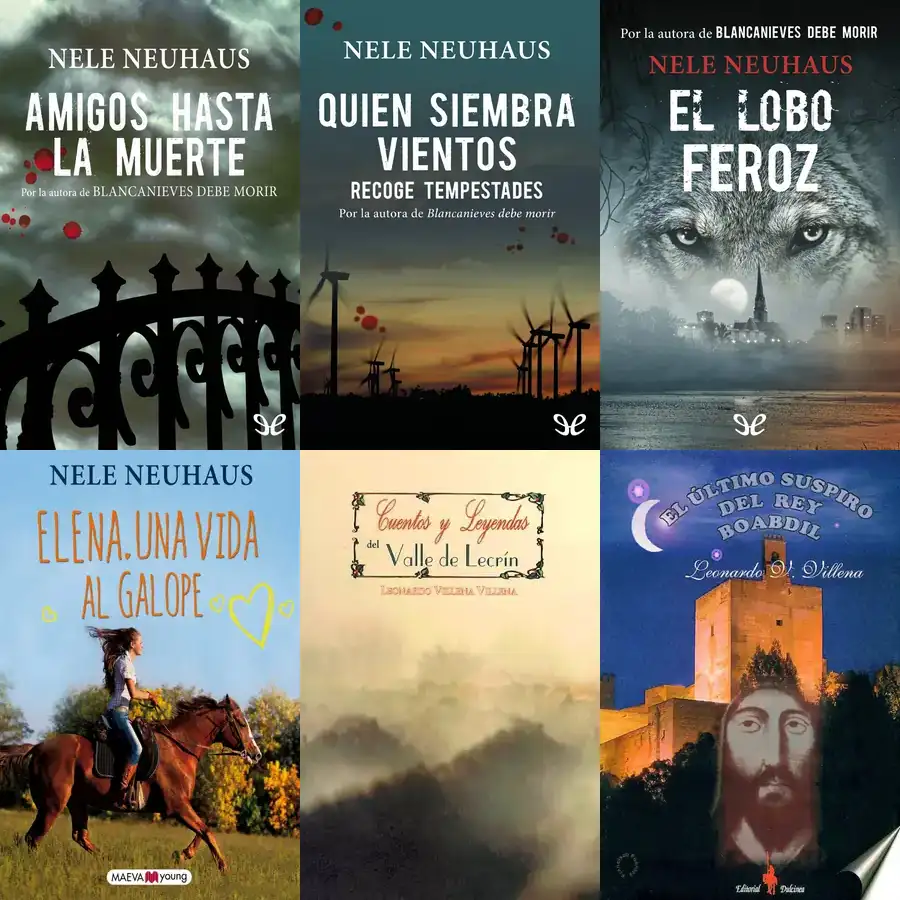 NELE NEUHAUS
AMIGOS HASTA
LA MUERTE
Por la autora de BLANCANIEVES DEBE MORIR
NELE NEUHAUS
QUIEN SIEMBRA
VIENTOS
RECOGE TEMPESTADES
Por la autora de Blancanieves debe morir
Por la autora de BLANCANIEVES DEBE MORIR
NELE NEUHAUS
EL LOBO
FEROZ
NELE NEUHAUS
ELENA, UNA VIDA
AL GALOPE
MAEVA young
Cuentos y Leyendas
del
Valle de Lecrín
LEONARDO VILLENA VILLENA
EL ÚLTIMO SUSPIRO
DEL REY
BOABDIL
Leonardo V. Villena
Editorial Dulcinea